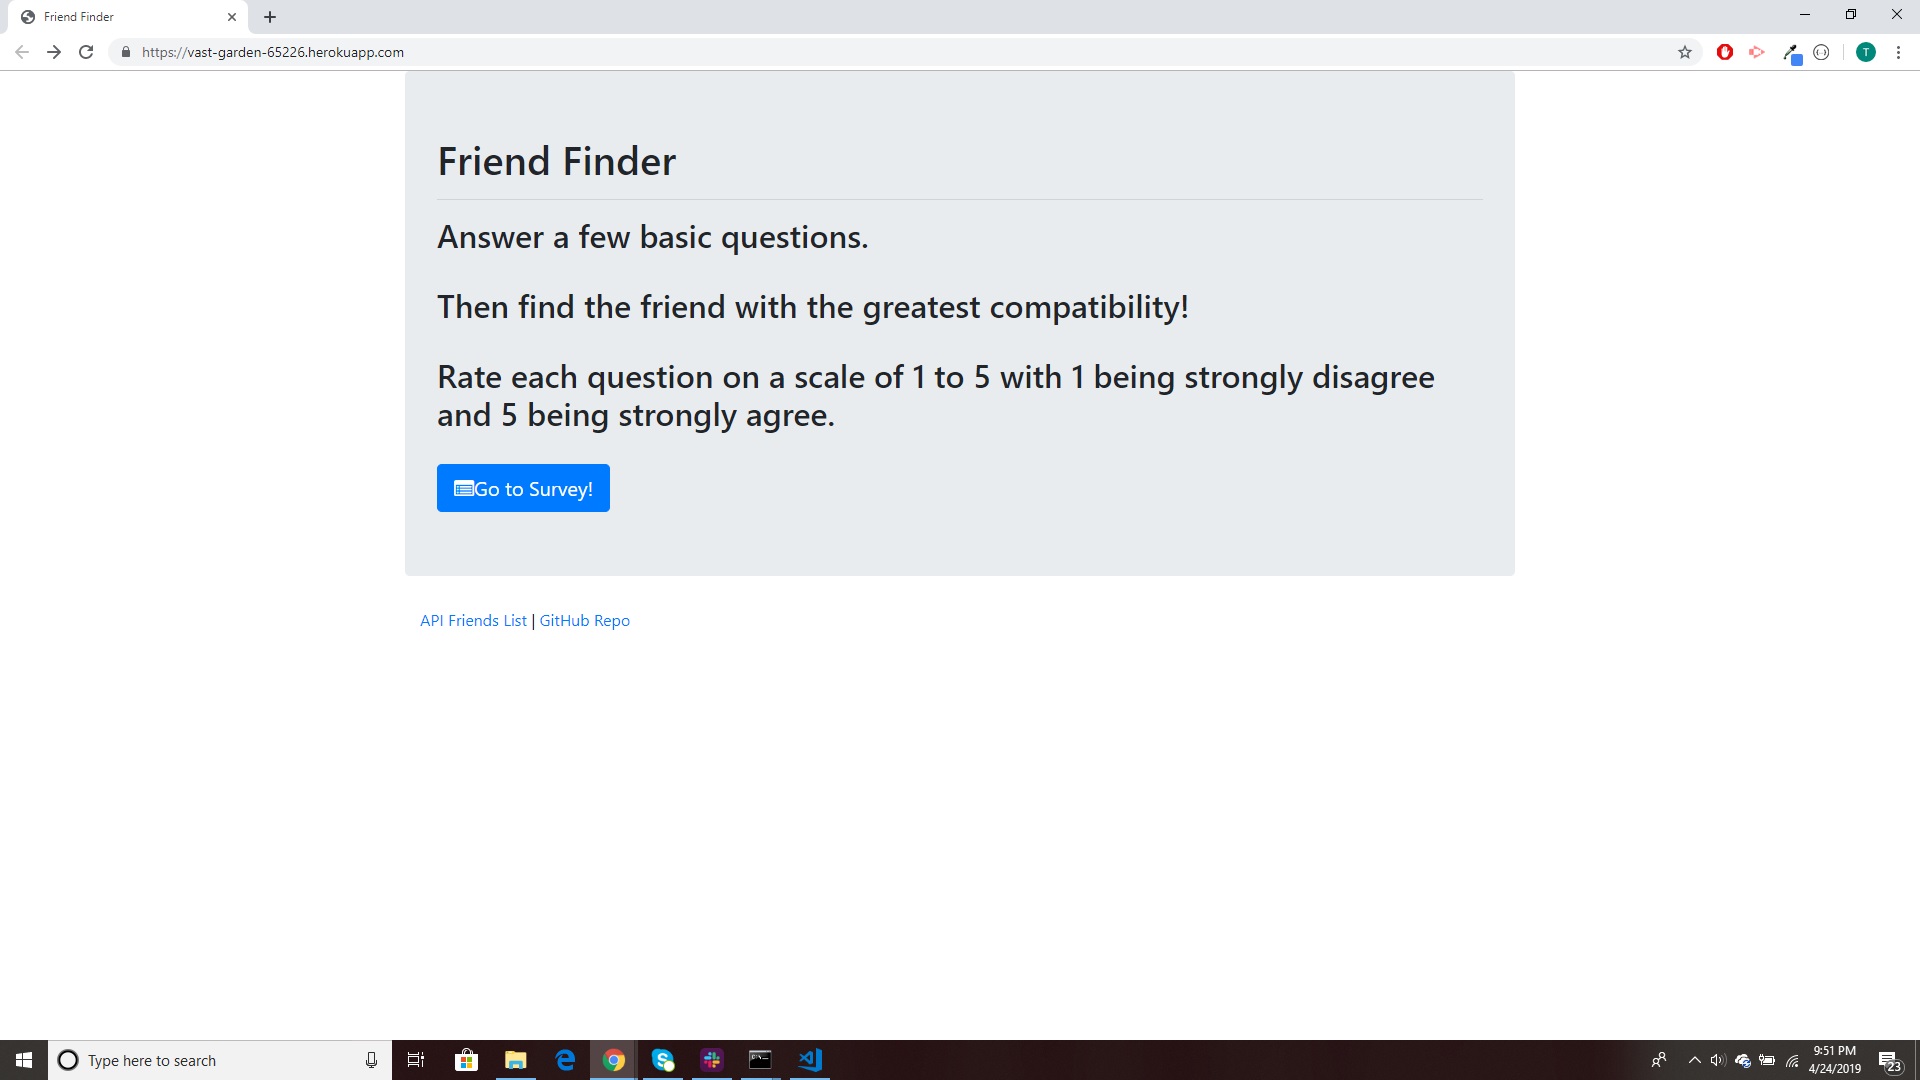 Friend Finder
https://vast-garden-65226.herokuapp.com
T
Friend Finder
Answer a few basic questions.
Then find the friend with the greatest compatibility!
Rate each question on a scale of 1 to 5 with 1 being strongly disagree
and 5 being strongly agree.
Go to Survey!
API Friends List | GitHub Repo
Type here to search
9:51 PM
4/24/2019
23